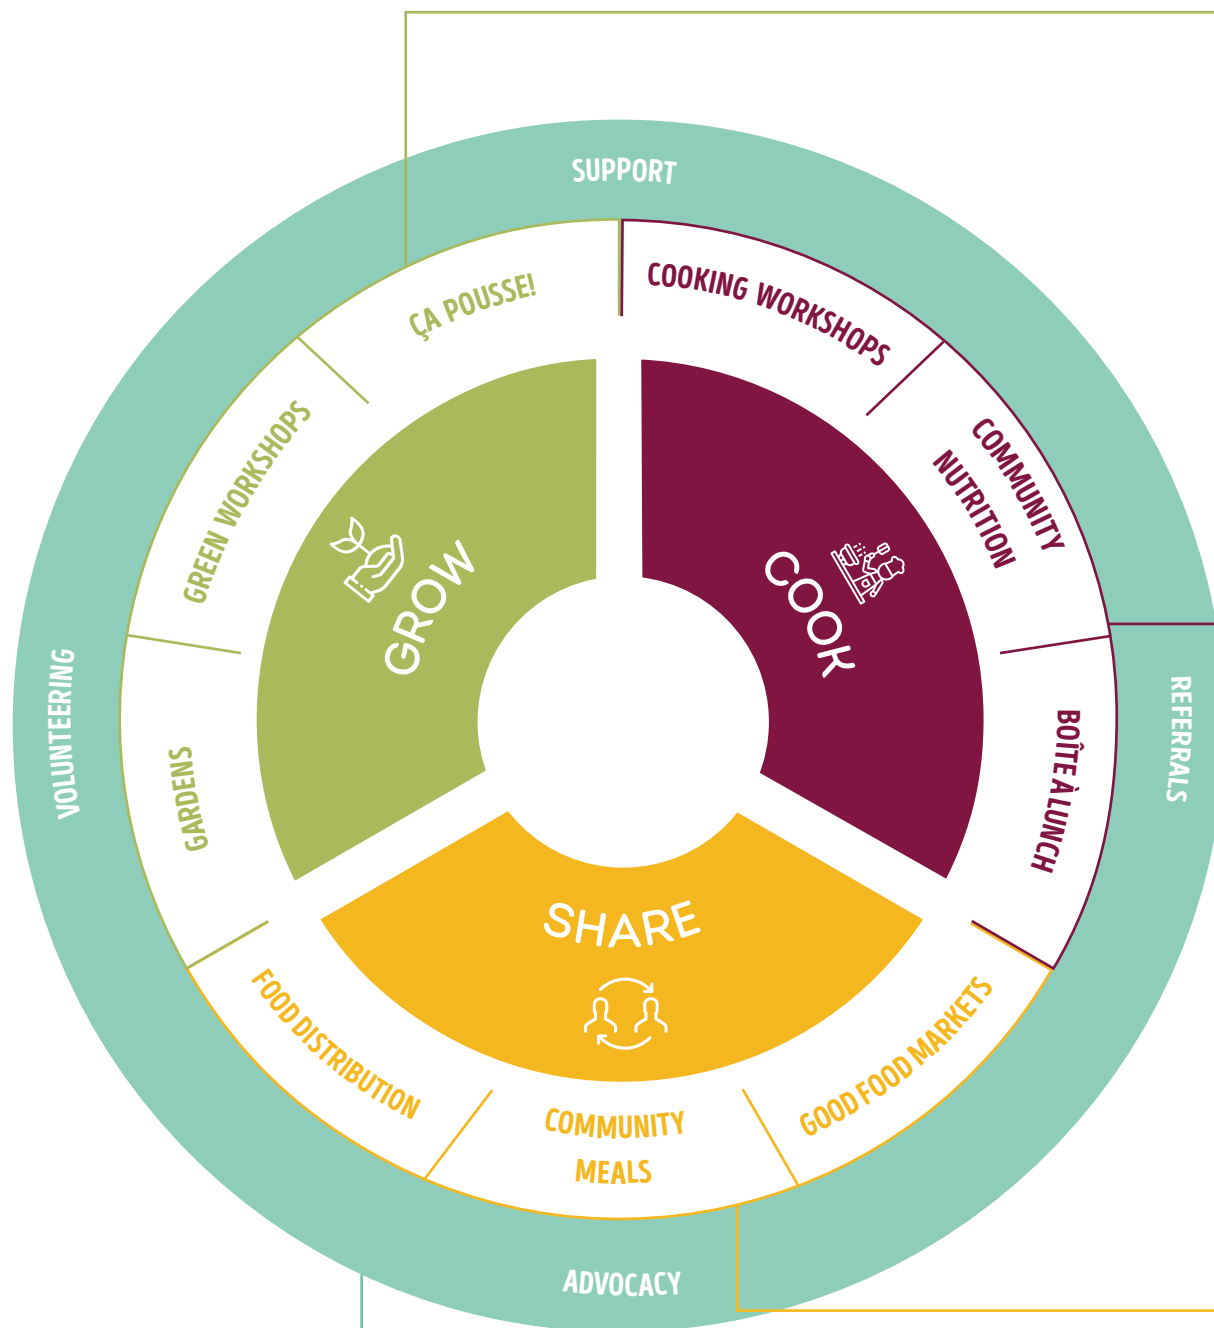 SUPPORT
ÇA POUSSE!
COOKING WORKSHOPS
GREEN WORKSHOPS
COMMUNITY
NUTRITION
GROW
COOK
VOLUNTEERING
REFERRALS
GARDENS
BOÎTE À LUNCH
SHARE
FOOD DISTRIBUTION
COMMUNITY
MEALS
GOOD FOOD MARKETS
ADVOCACY